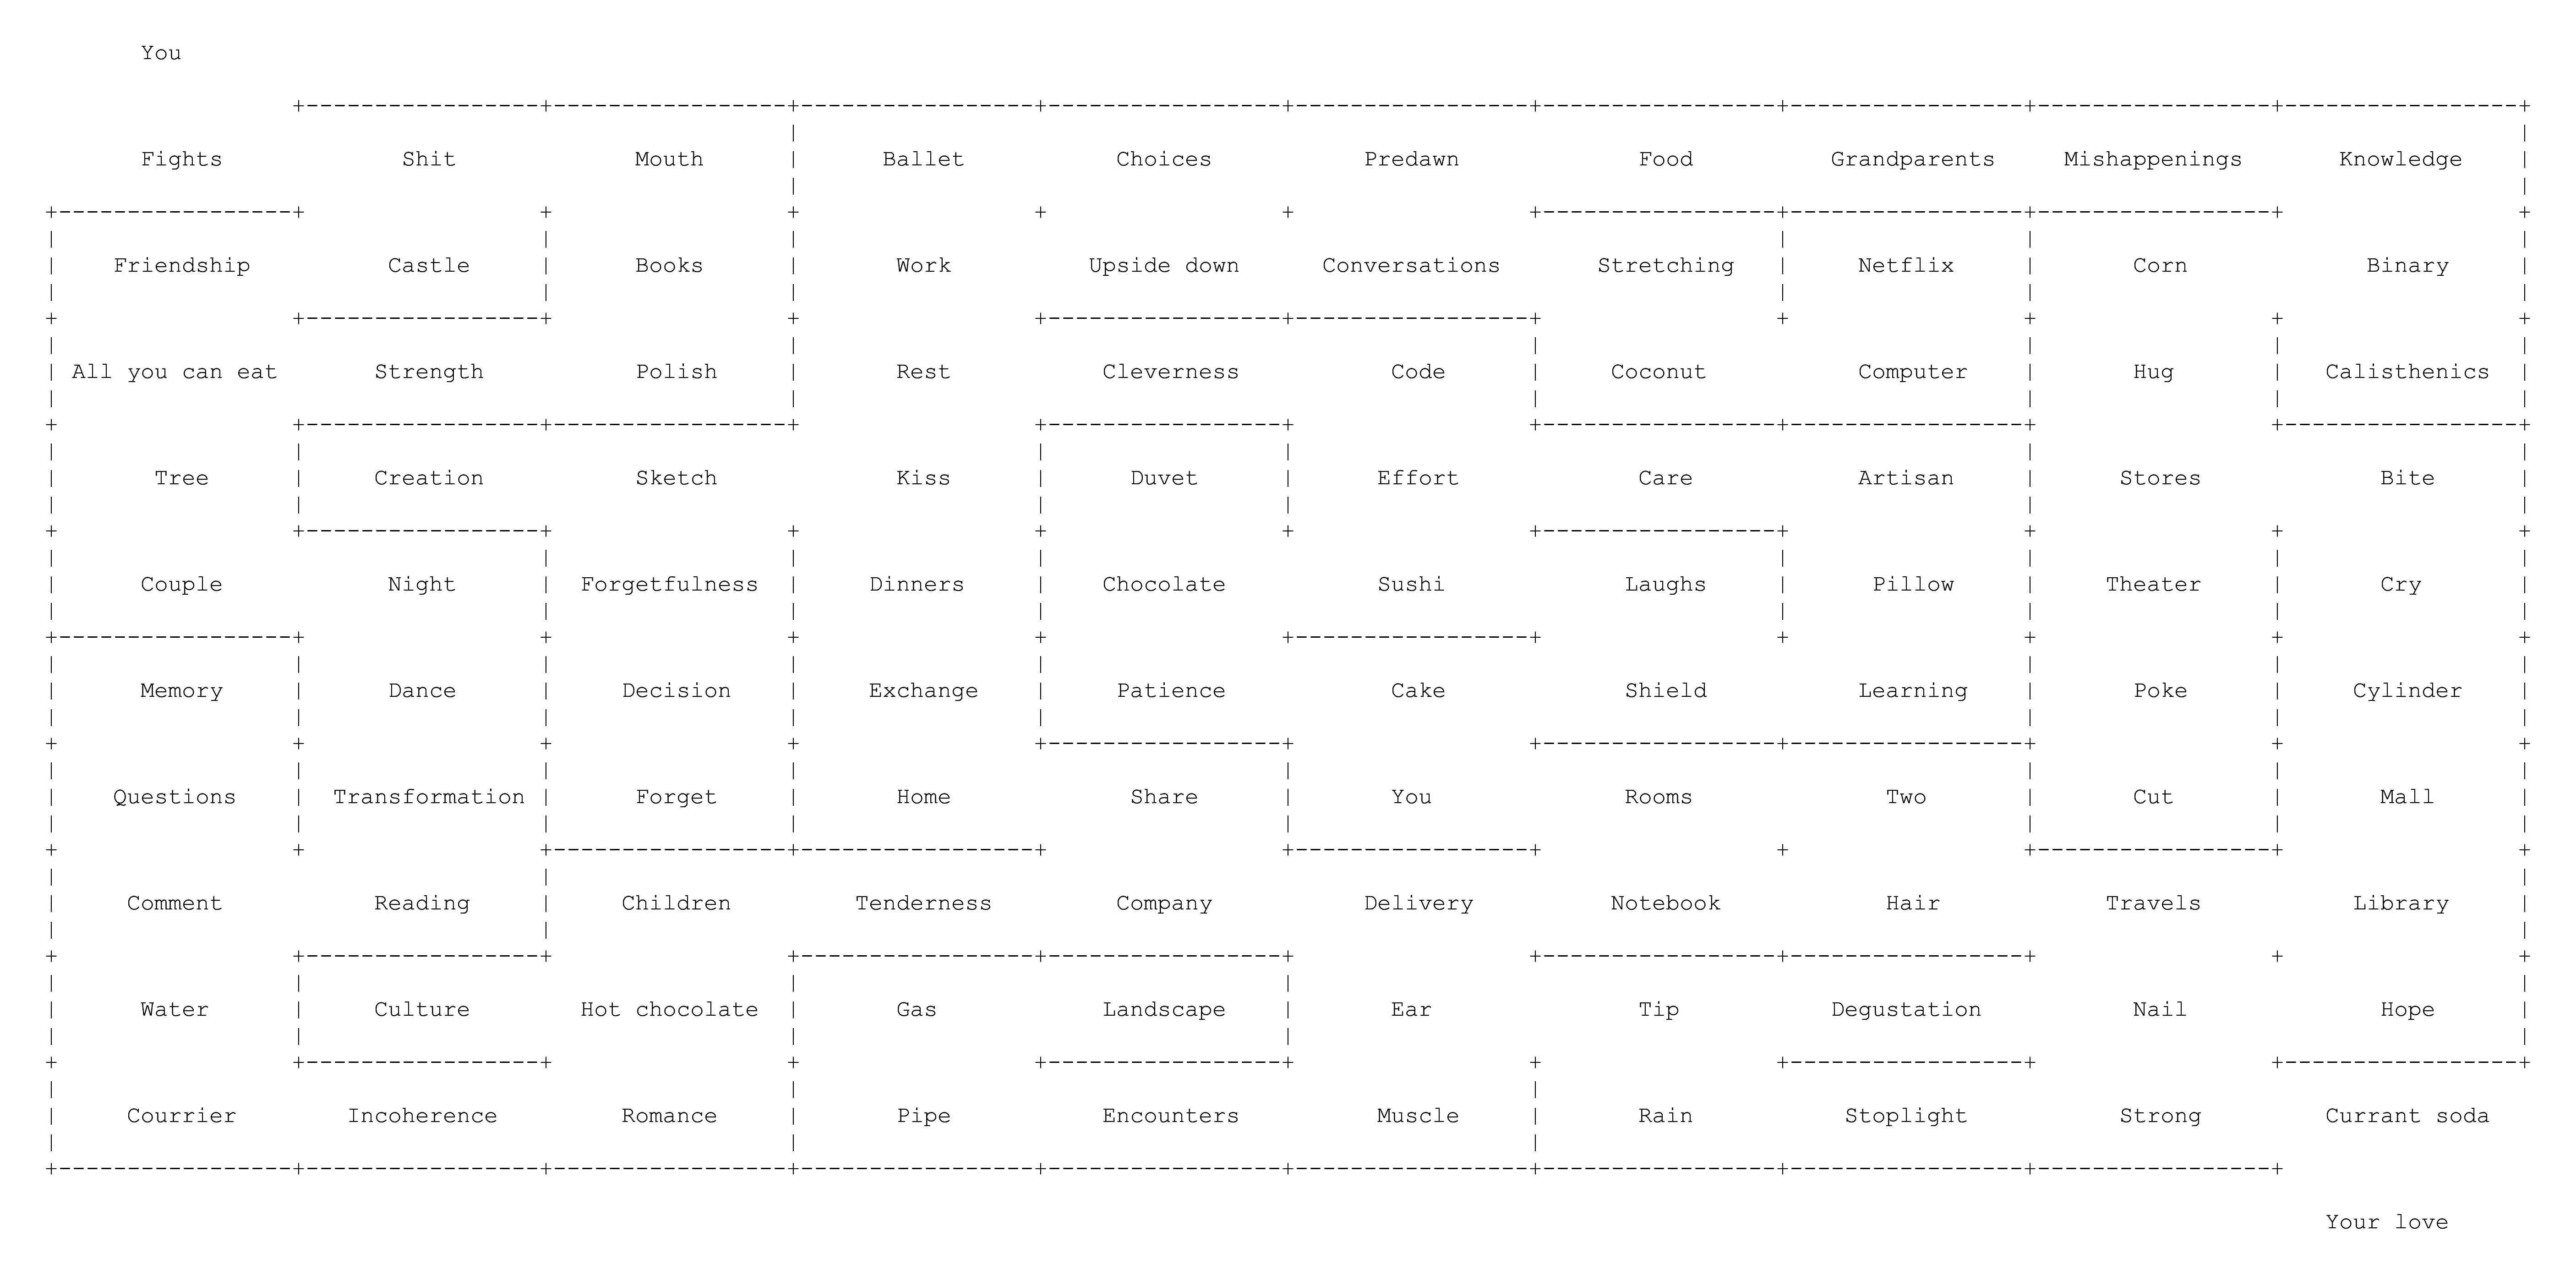 You
Fights Shit Mouth Ballet Choices Predawn Food Grandparents Mishappenings Knowledge
Friendship Castle Books Work Upside down Conversations Stretching Netflix Corn Binary
All you can eat Strength Polish Rest Cleverness Code Coconut Computer Hug Calisthenics
Tree Creation Sketch Kiss Duvet Effort Care Artisan Stores Bite
Couple Night Forgetfulness Dinners Chocolate Sushi Laughs Pillow Theater Cry
Memory Dance Decision Exchange Patience Cake Shield Learning Poke Cylinder
Questions Transformation Forget Home Share You Rooms Two Cut Mall
Comment Reading Children Tenderness Company Delivery Notebook Hair Travels Library
Water Culture Hot chocolate Gas Landscape Ear Tip Degustation Nail Hope
Courrier Incoherence Romance Pipe Encounters Muscle Rain Stoplight Strong Currant soda
Your love